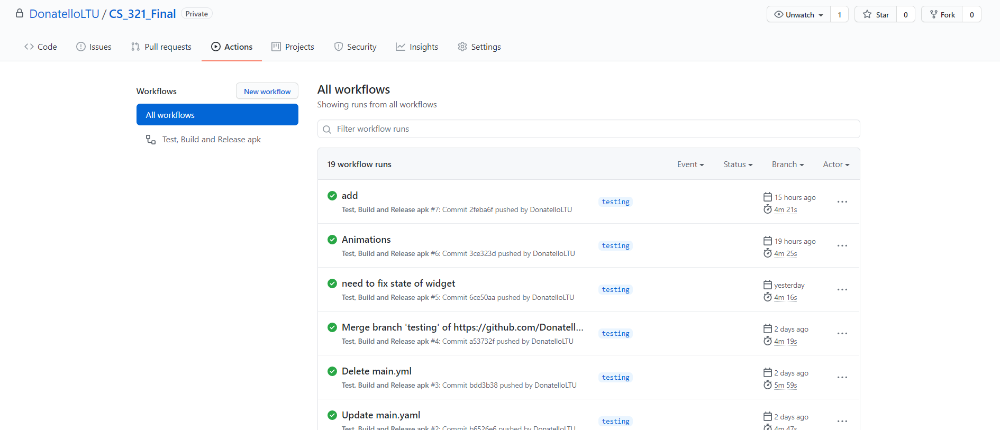 DonatelloLTU / CS_321_Final Private
Unwatch 1 Star 0 Fork 0
Code Issues Pull requests Actions Projects Security Insights Settings
Workflows
New workflow
All workflows
Test, Build and Release apk
All workflows
Showing runs from all workflows
Filter workflow runs
19 workflow runs Event Status Branch Actor
add
Test, Build and Release apk #7: Commit 2feba6f pushed by DonatelloLTU
testing
15 hours ago
4m 21s
Animations
Test, Build and Release apk #6: Commit 3ce323d pushed by DonatelloLTU
testing
19 hours ago
4m 25s
need to fix state of widget
Test, Build and Release apk #5: Commit 6ce50aa pushed by DonatelloLTU
testing
yesterday
4m 16s
Merge branch 'testing' of https://github.com/Donatell...
Test, Build and Release apk #4: Commit a53732f pushed by DonatelloLTU
testing
2 days ago
4m 19s
Delete main.yml
Test, Build and Release apk #3: Commit bdd3b38 pushed by DonatelloLTU
testing
2 days ago
5m 59s
Update main.yaml
Test, Build and Release apk #2: Commit b6526e6 pushed by DonatelloLTU
testing
2 days ago
4m 47s